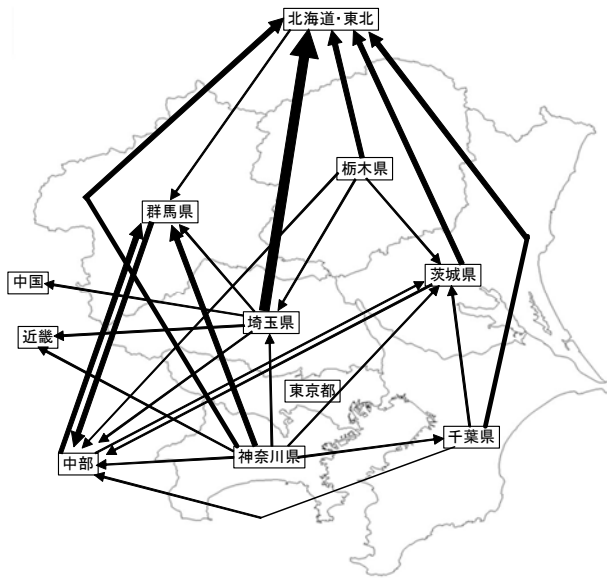 北海道・東北
栃木県
群馬県
茨城県
中国
埼玉県
近畿
東京都
千葉県
中部
神奈川県